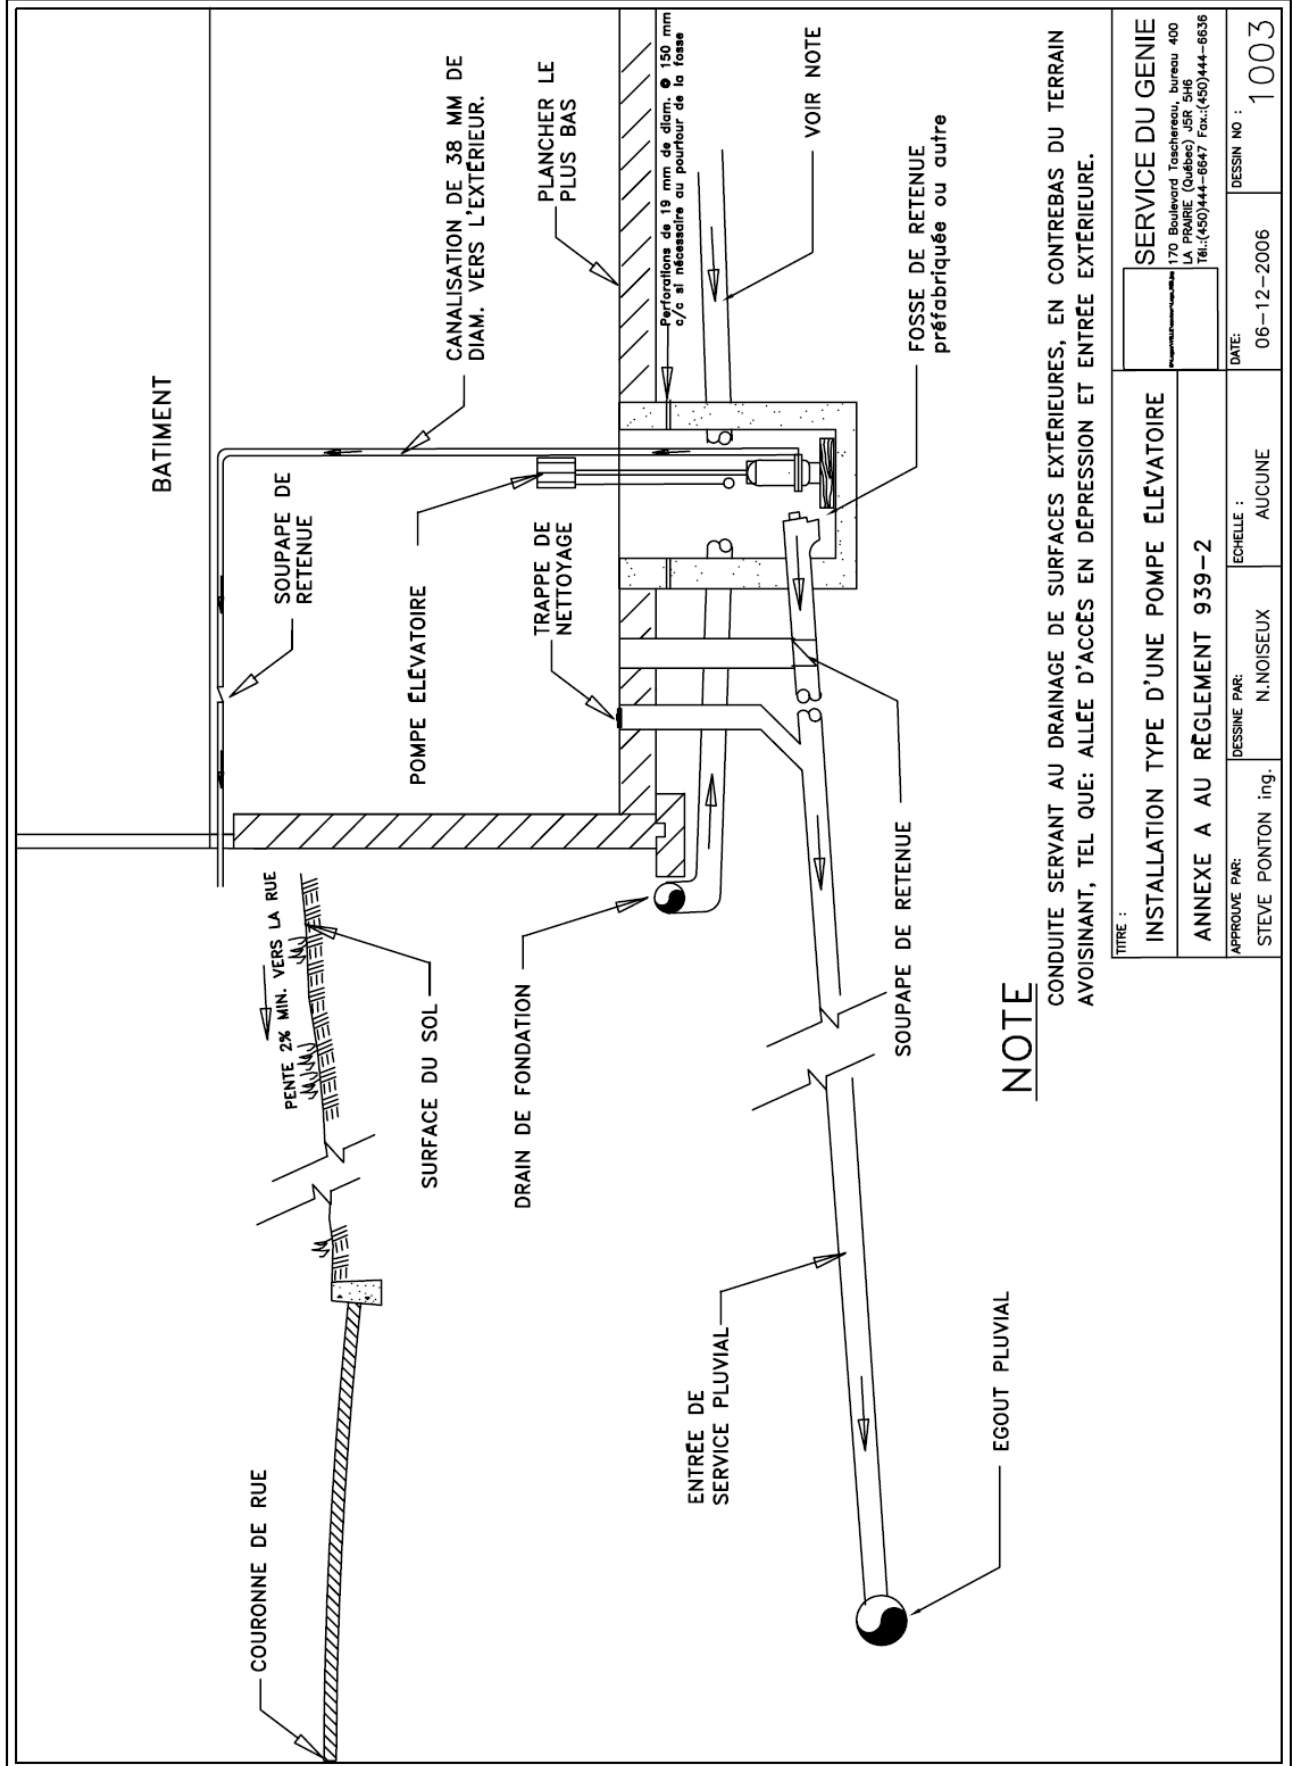 BATIMENT
CANALISATION DE 38 MM DE
DIAM. VERS L'EXTÉRIEUR.
SOUPAPE DE
RETENUE
PLANCHER LE
PLUS BAS
POMPE ÉLÉVATOIRE
TRAPPE DE
NETTOYAGE
Perforations de 19 mm de diam. @ 150 mm
c/c si nécessaire au pourtour de la fosse
VOIR NOTE
FOSSE DE RETENUE
préfabriquée ou autre
PENTE 2% MIN. VERS LA RUE
SURFACE DU SOL
DRAIN DE FONDATION
SOUPAPE DE RETENUE
COURONNE DE RUE
ENTRÉE DE
SERVICE PLUVIAL
EGOUT PLUVIAL
NOTE
CONDUITE SERVANT AU DRAINAGE DE SURFACES EXTÉRIEURES, EN CONTREBAS DU TERRAIN
AVOISINANT, TEL QUE: ALLÉE D'ACCÈS EN DÉPRESSION ET ENTRÉE EXTÉRIEURE.
TITRE :
INSTALLATION TYPE D'UNE POMPE ÉLÉVATOIRE
ANNEXE A AU RÈGLEMENT 939-2
SERVICE DU GENIE
170 Boulevard Taschereau, bureau 400
LA PRAIRIE (Québec) J5R 5H6
Tél.:(450)444-6647 Fax.:(450)444-6636
APPROUVE PAR:
STEVE PONTON ing.
DESSINE PAR:
N.NOISEUX
ECHELLE :
AUCUNE
DATE:
06-12-2006
DESSIN NO :
1003